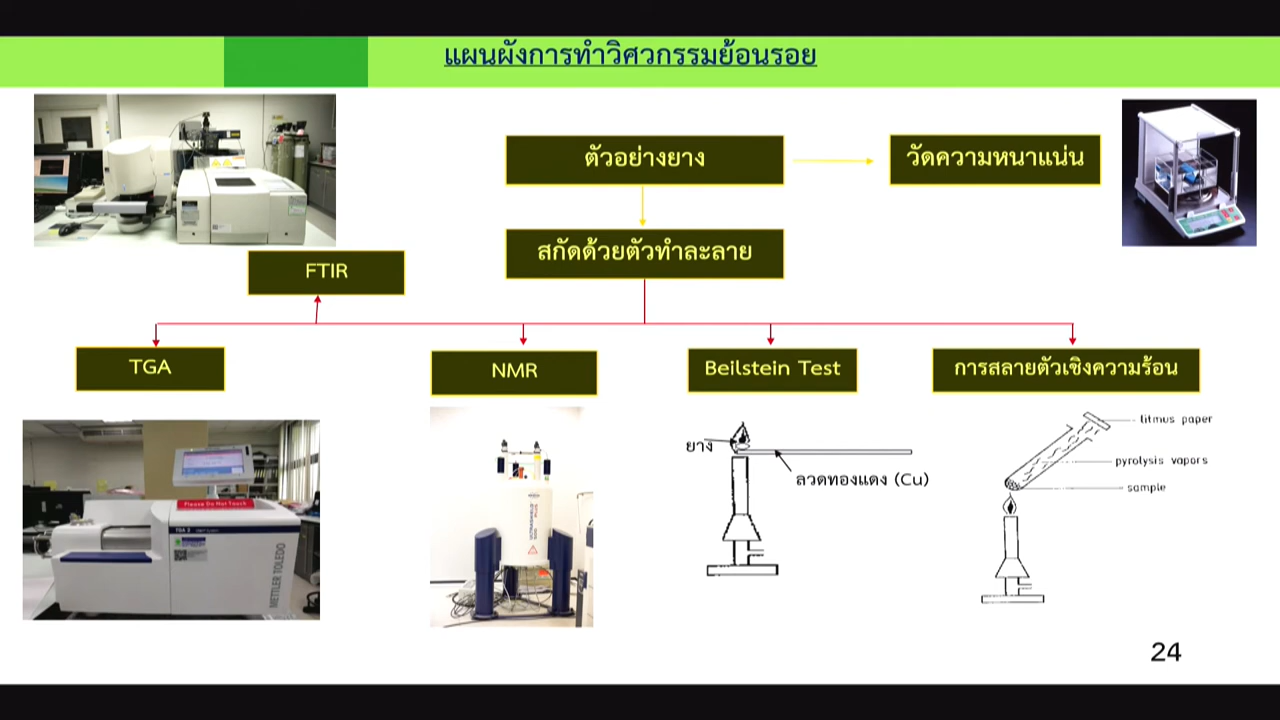 แผนผังการทำวิศวกรรมย้อนรอย
ตัวอย่างยาง
วัดความหนาแน่น
สกัดด้วยตัวทำละลาย
FTIR
TGA
NMR
Beilstein Test
การสลายตัวเชิงความร้อน
ยาง
ลวดทองแดง (Cu)
litmus paper
pyrolysis vapors
sample
Please Do Not Touch
METTLER TOLEDO
ULTRASHIELD
24